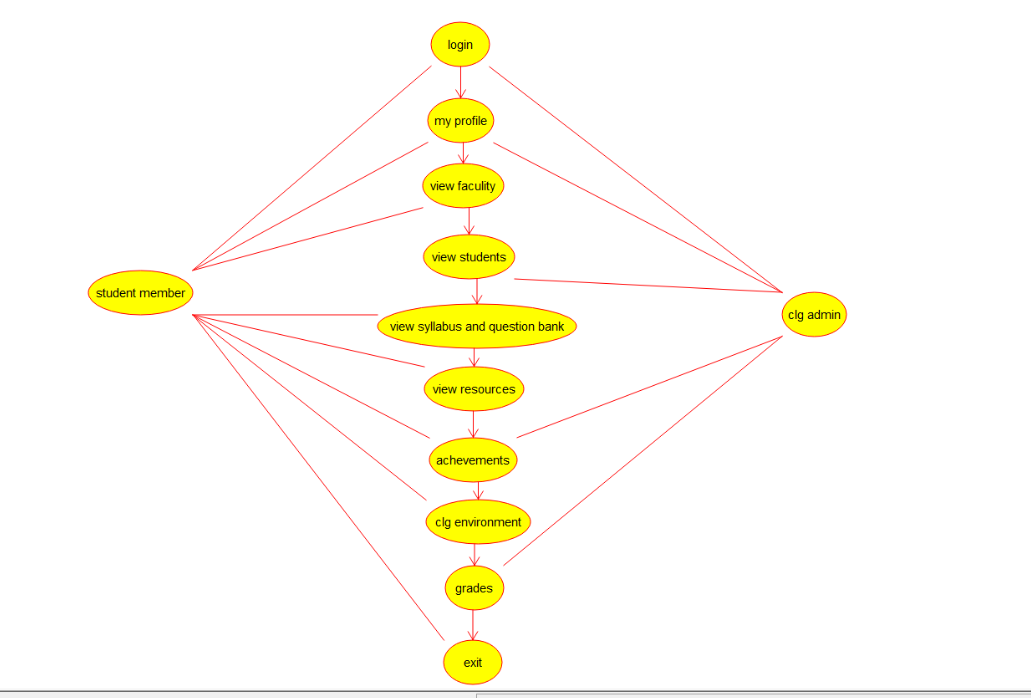 login
my profile
view faculity
view students
student member
clg admin
view syllabus and question bank
view resources
achevements
clg environment
grades
exit